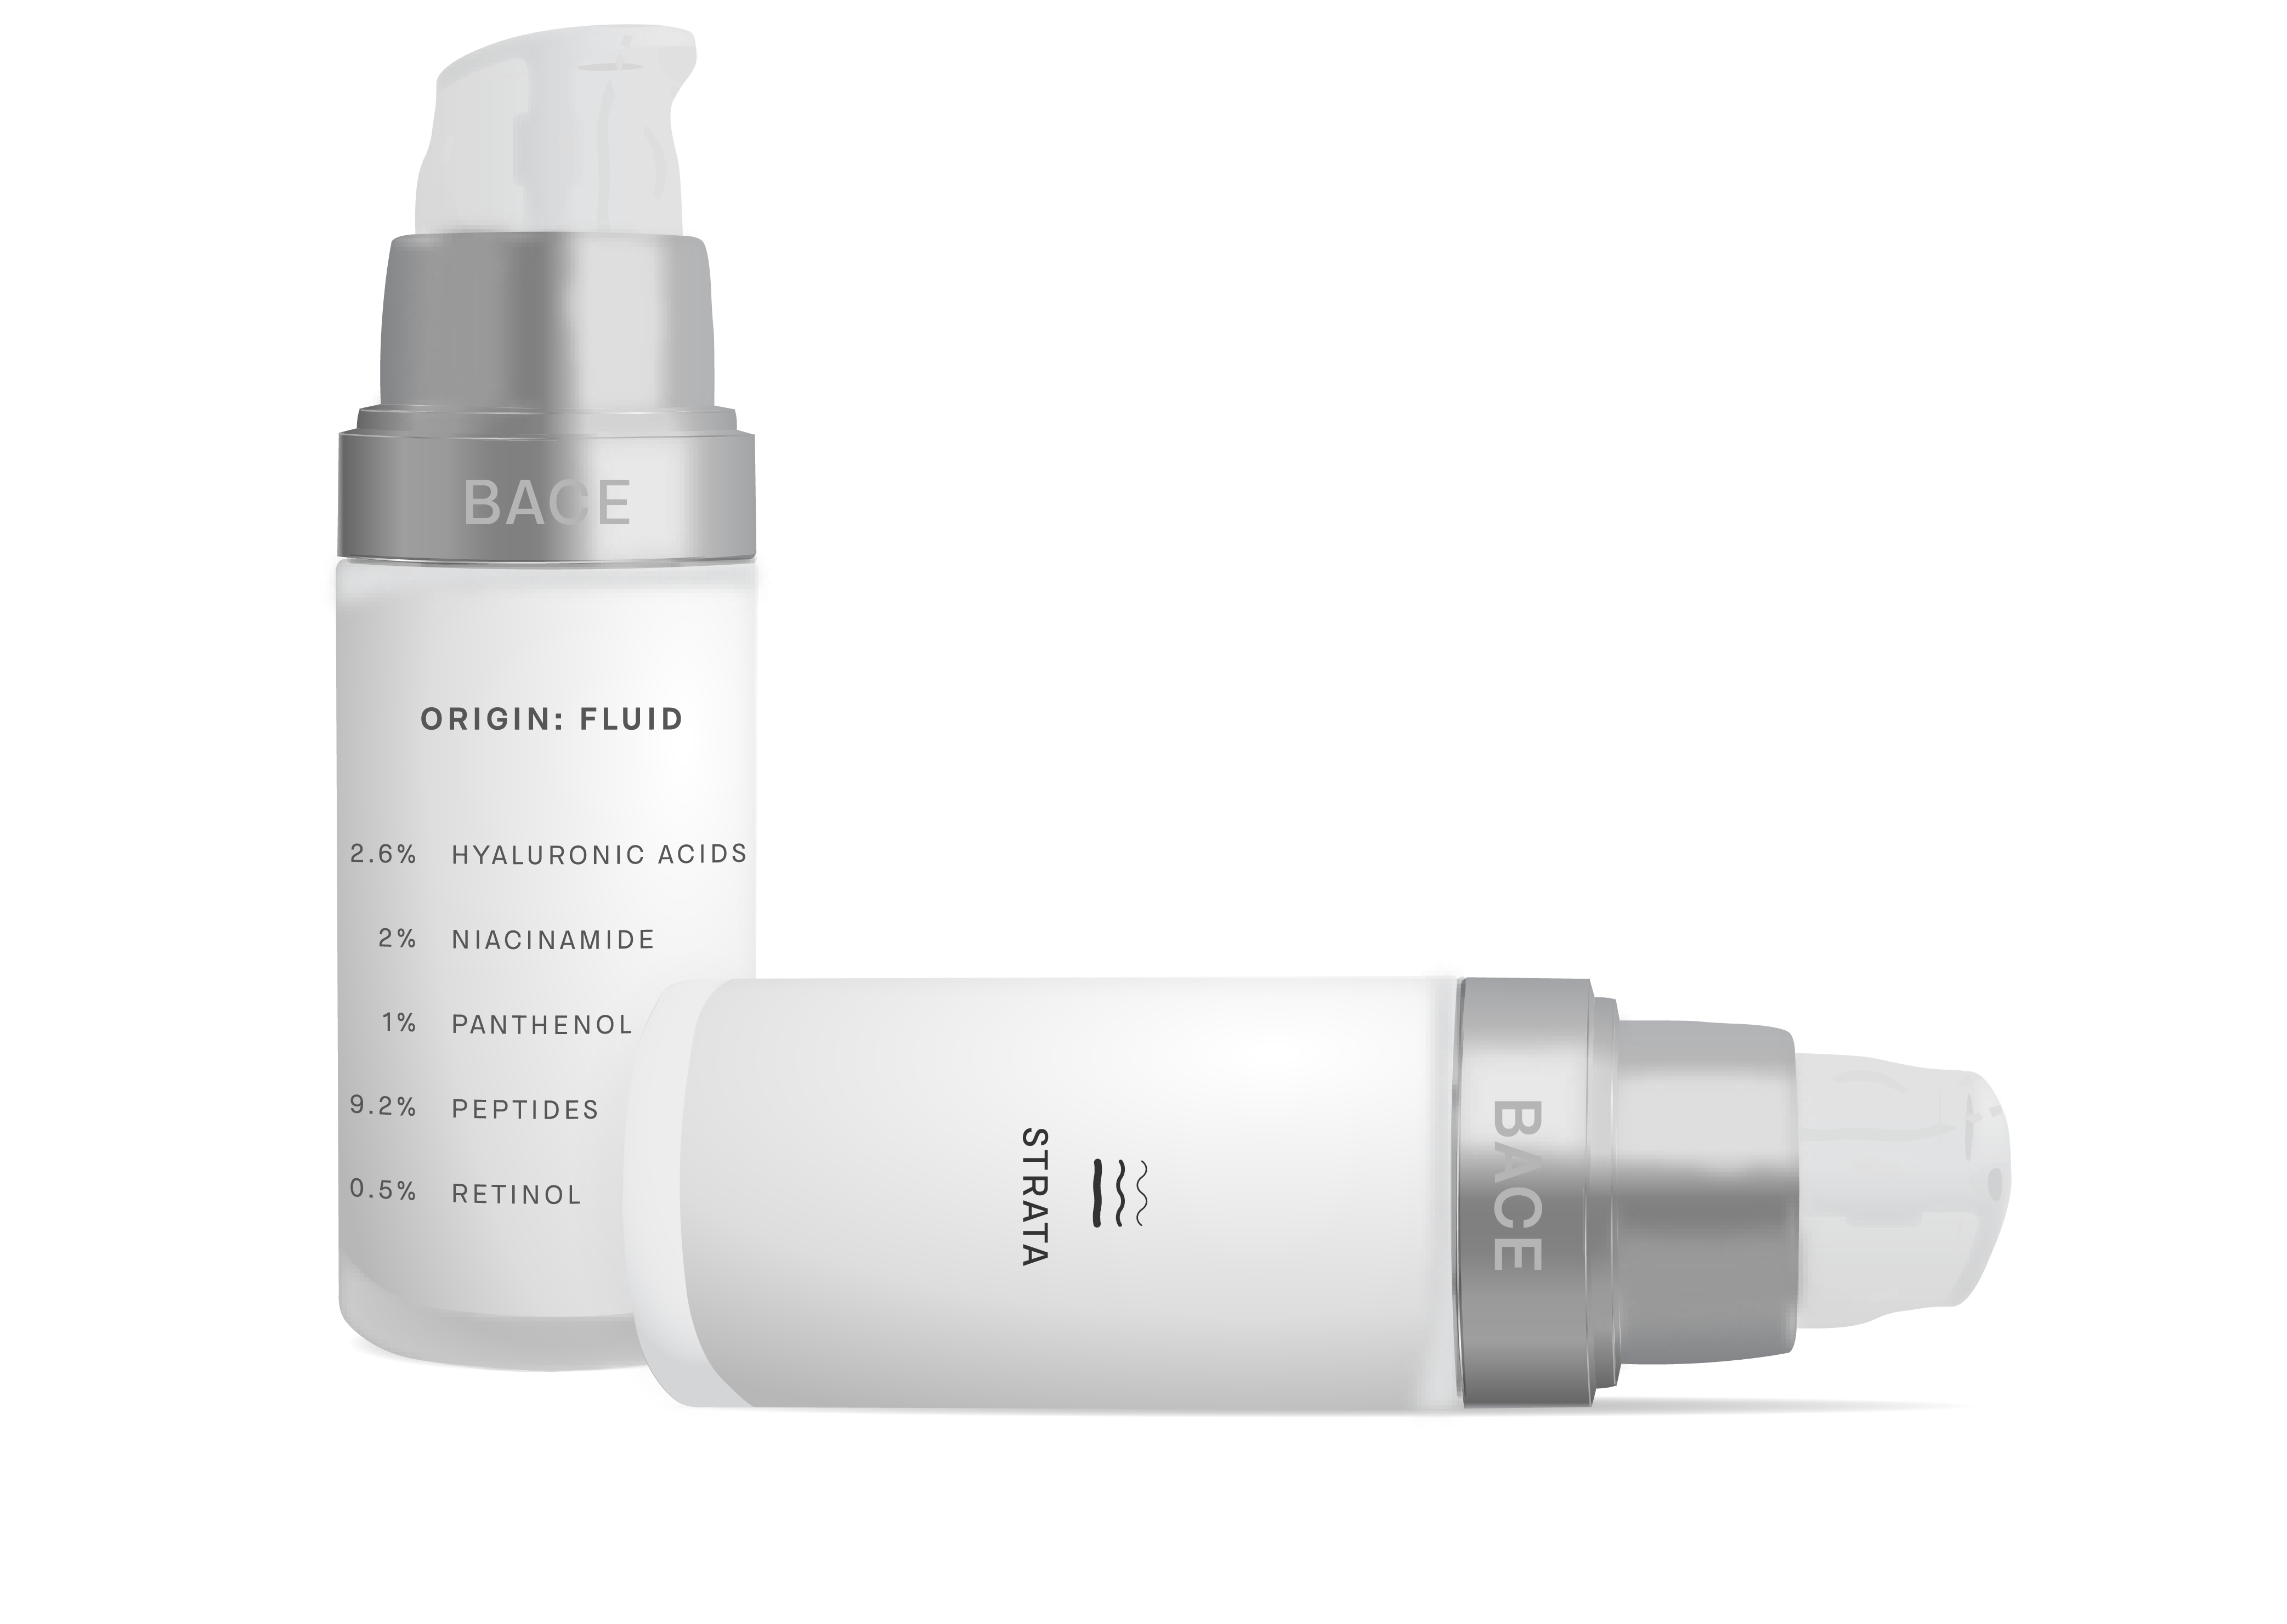 BACE
ORIGIN: FLUID
2.6% HYALURONIC ACIDS
2% NIACINAMIDE
1% PANTHENOL
9.2% PEPTIDES
0.5% RETINOL
STRATA
BACE